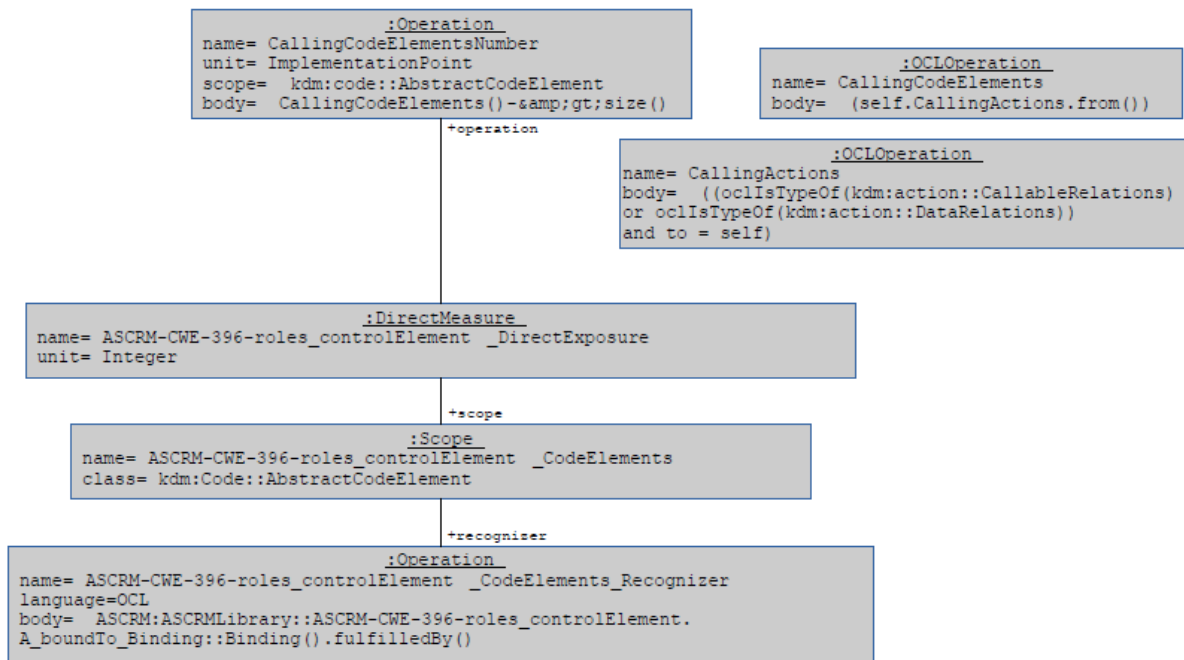 :Operation
name= CallingCodeElementsNumber
unit= ImplementationPoint
scope= kdm:code::AbstractCodeElement
body= CallingCodeElements()-&amp;gt;size()
+operation
:OCLOperation
name= CallingCodeElements
body= (self.CallingActions.from())
:OCLOperation
name= CallingActions
body= ((oclIsTypeOf(kdm:action::CallableRelations)
or oclIsTypeOf(kdm:action::DataRelations))
and to = self)
:DirectMeasure
name= ASCRM-CWE-396-roles_controlElement _DirectExposure
unit= Integer
+scope
:Scope
name= ASCRM-CWE-396-roles_controlElement _CodeElements
class= kdm:Code::AbstractCodeElement
+recognizer
:Operation
name= ASCRM-CWE-396-roles_controlElement _CodeElements_Recognizer
language=OCL
body= ASCRM:ASCRMLibrary::ASCRM-CWE-396-roles_controlElement.
A_boundTo_Binding::Binding().fulfilledBy()